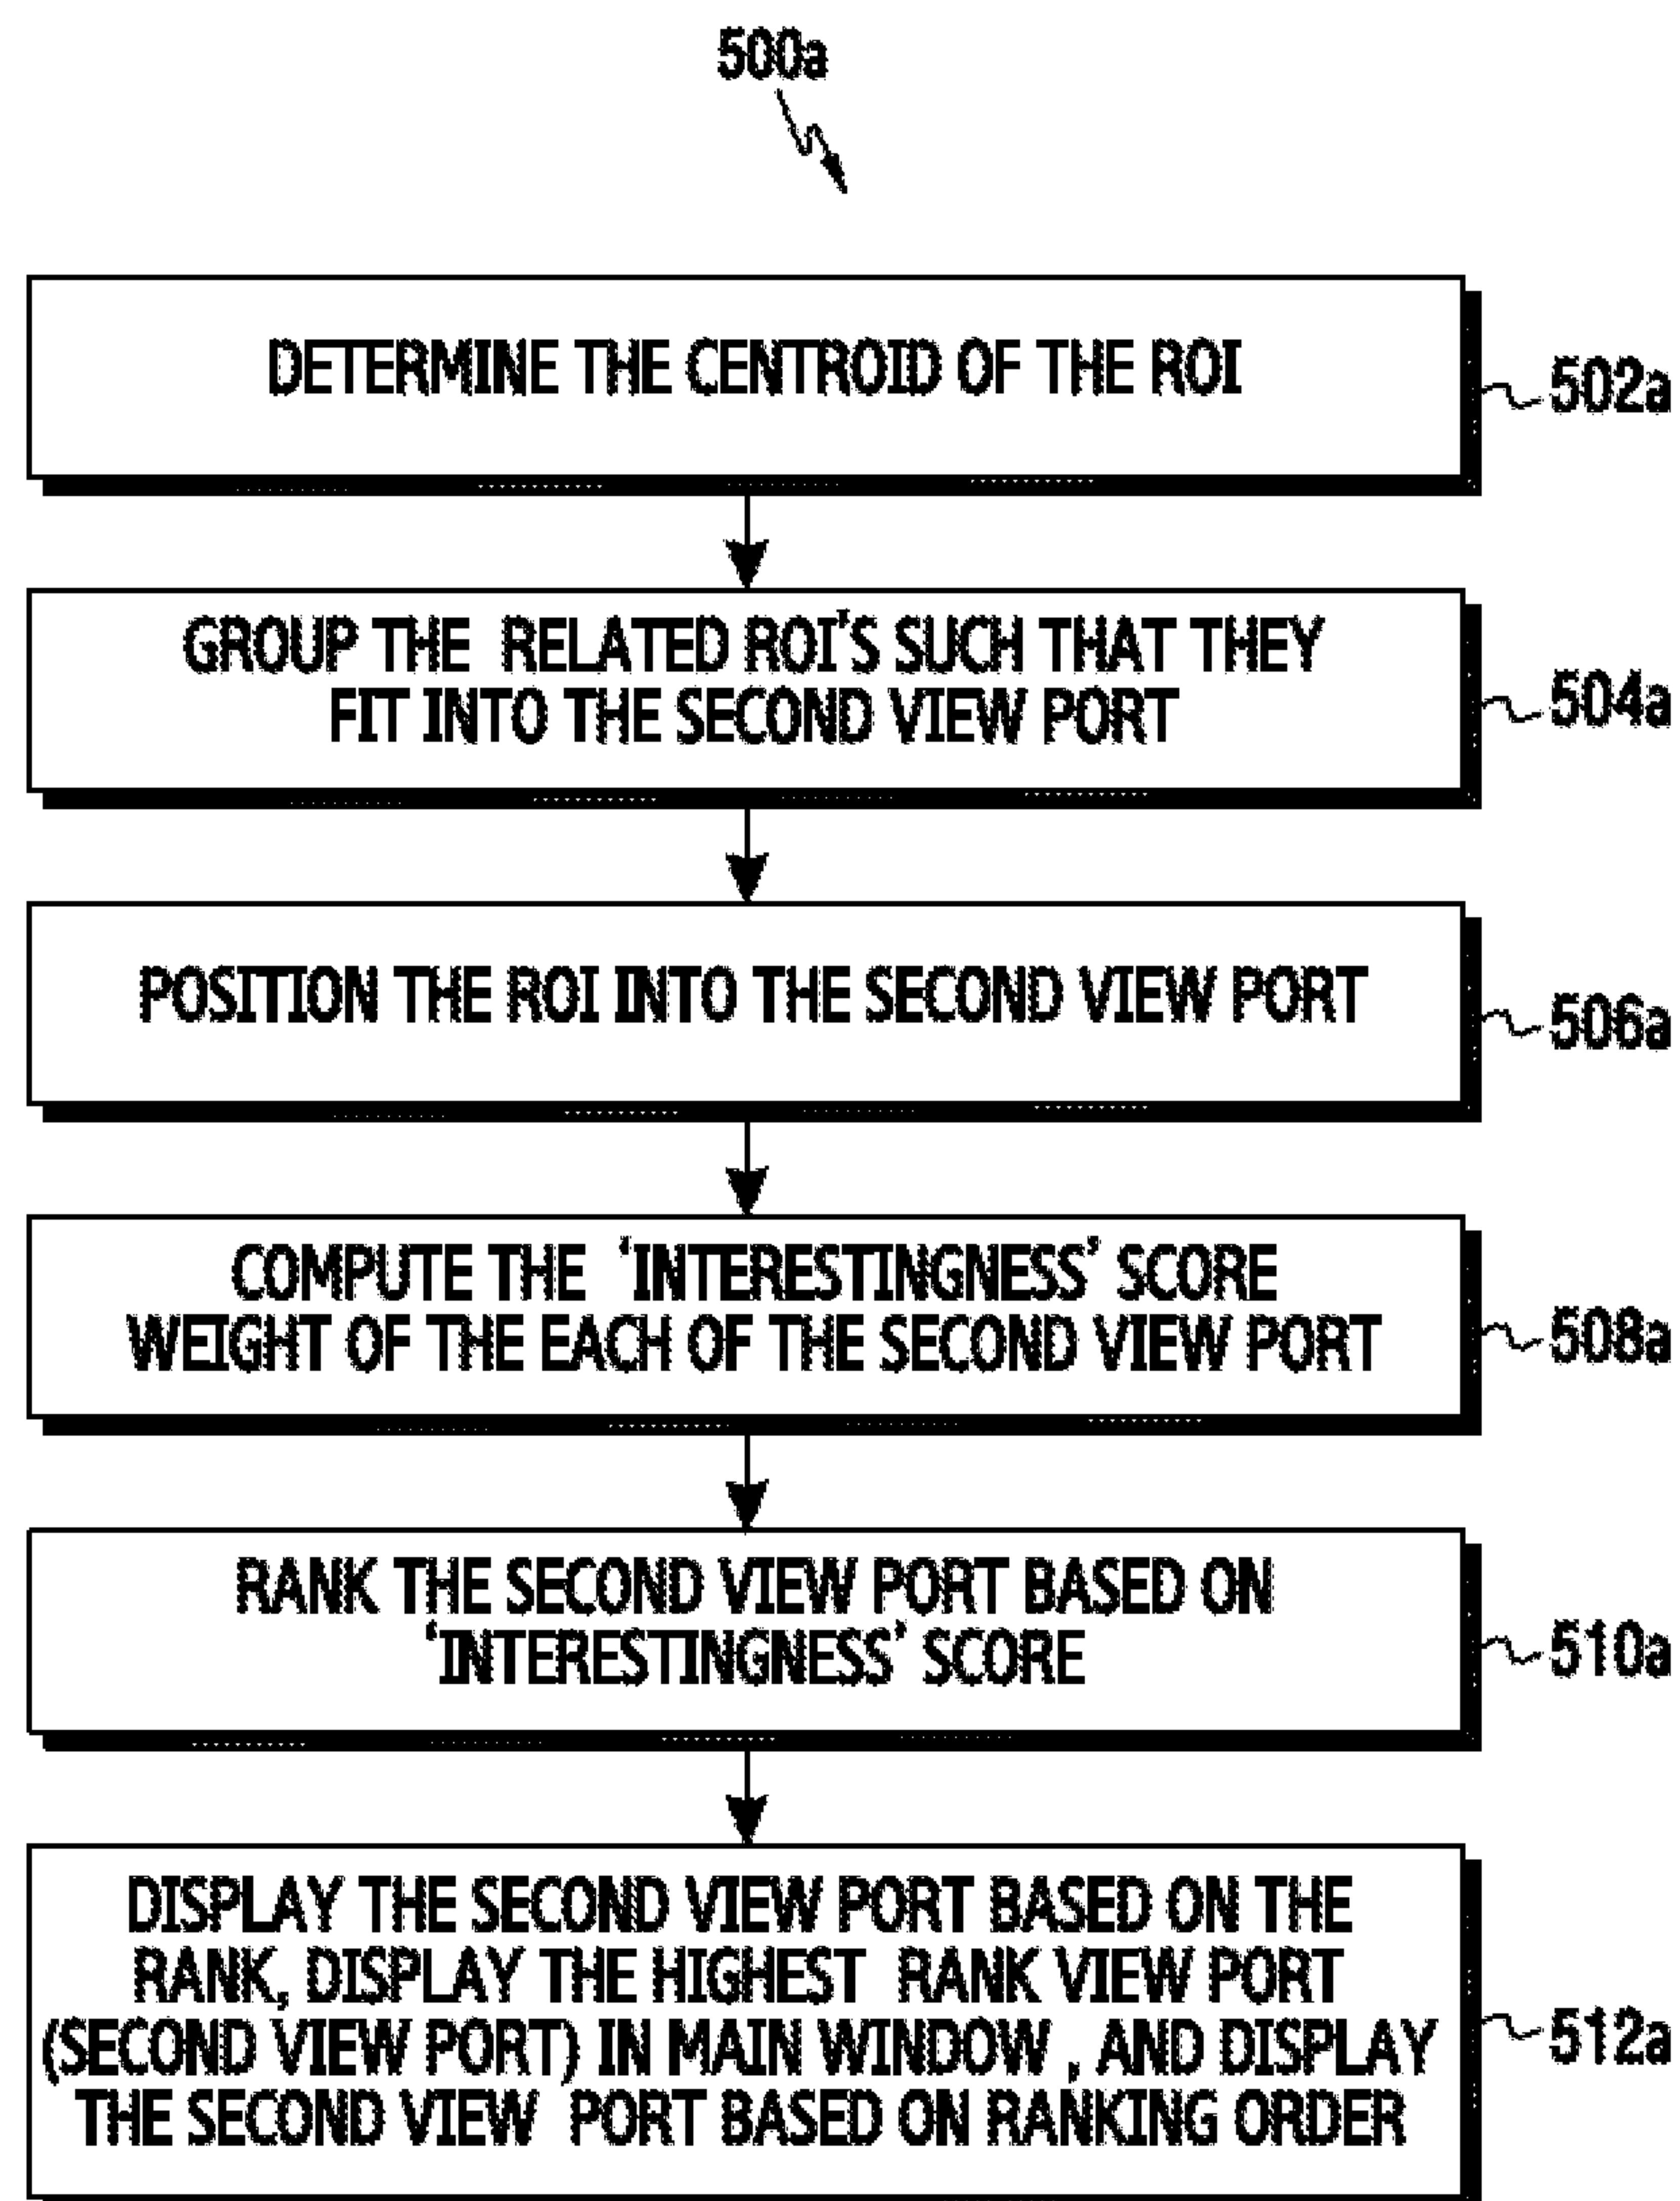 500a
DETERMINE THE CENTROID OF THE ROI
502a
GROUP THE RELATED ROI'S SUCH THAT THEY
FIT INTO THE SECOND VIEW PORT
504a
POSITION THE ROI INTO THE SECOND VIEW PORT
506a
COMPUTE THE 'INTERESTINGNESS' SCORE
WEIGHT OF THE EACH OF THE SECOND VIEW PORT
508a
RANK THE SECOND VIEW PORT BASED ON
'INTERESTINGNESS' SCORE
510a
DISPLAY THE SECOND VIEW PORT BASED ON THE
RANK, DISPLAY THE HIGHEST RANK VIEW PORT
(SECOND VIEW PORT) IN MAIN WINDOW , AND DISPLAY
THE SECOND VIEW PORT BASED ON RANKING ORDER
512a